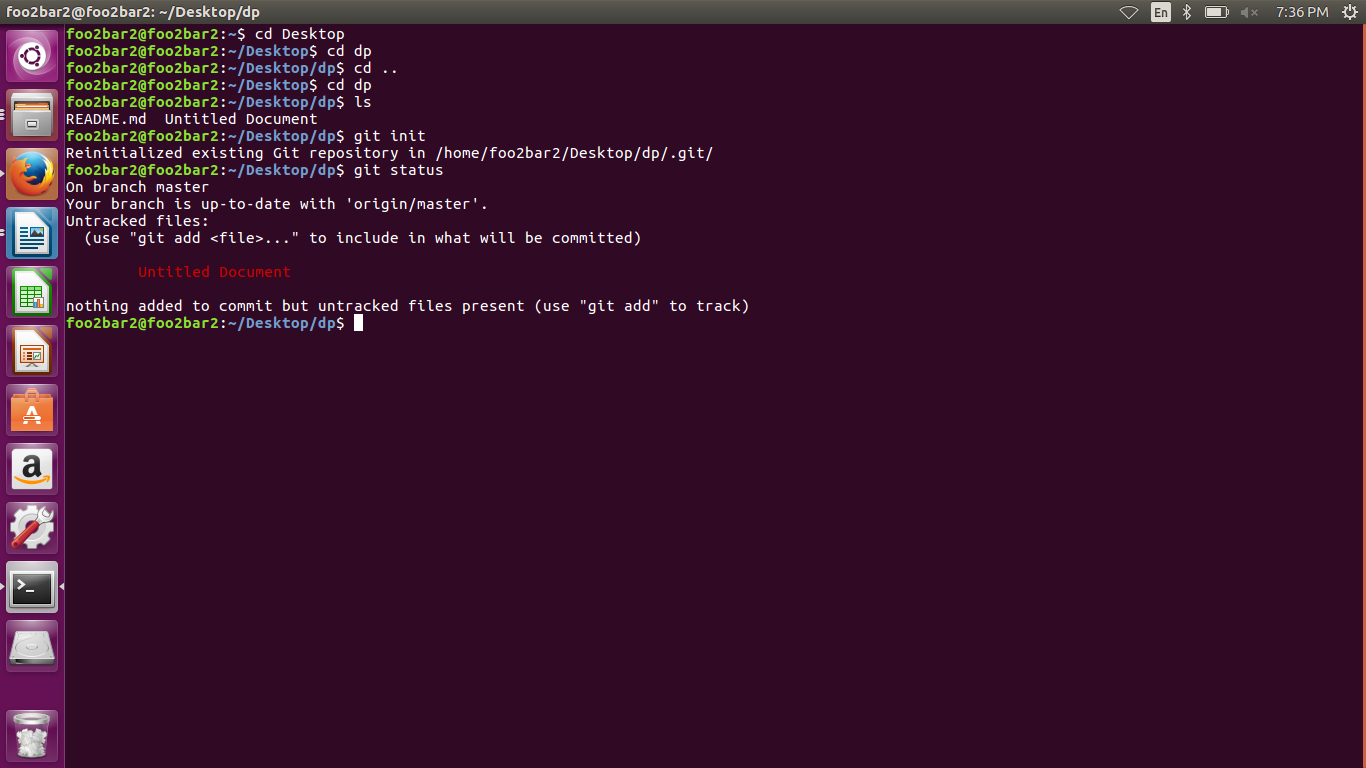 foo2bar2@foo2bar2: ~/Desktop/dp
En
7:36 PM
foo2bar2@foo2bar2:~$ cd Desktop
foo2bar2@foo2bar2:~/Desktop$ cd dp
foo2bar2@foo2bar2:~/Desktop/dp$ cd ..
foo2bar2@foo2bar2:~/Desktop$ cd dp
foo2bar2@foo2bar2:~/Desktop/dp$ ls
README.md  Untitled Document
foo2bar2@foo2bar2:~/Desktop/dp$ git init
Reinitialized existing Git repository in /home/foo2bar2/Desktop/dp/.git/
foo2bar2@foo2bar2:~/Desktop/dp$ git status
On branch master
Your branch is up-to-date with 'origin/master'.
Untracked files:
  (use "git add <file>..." to include in what will be committed)
        Untitled Document
nothing added to commit but untracked files present (use "git add" to track)
foo2bar2@foo2bar2:~/Desktop/dp$